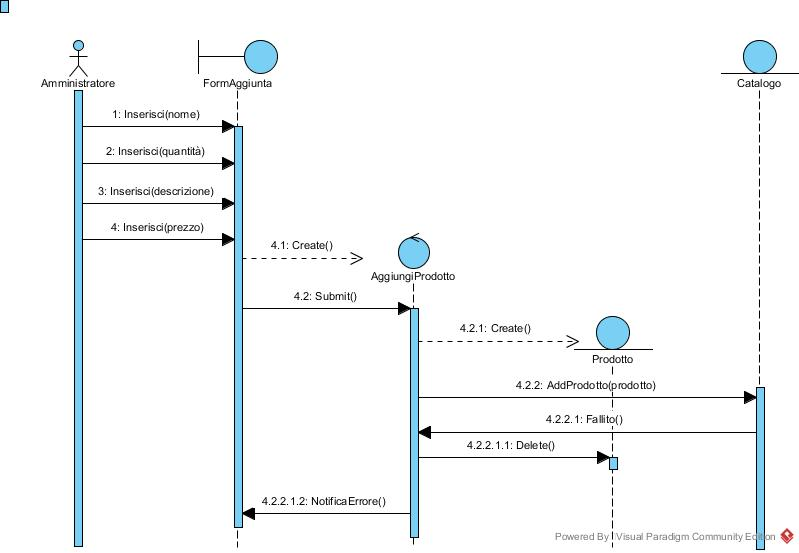 Amministratore
FormAggiunta
Catalogo
1: Inserisci(nome)
2: Inserisci(quantità)
3: Inserisci(descrizione)
4: Inserisci(prezzo)
4.1: Create()
AggiungiProdotto
4.2: Submit()
4.2.1: Create()
Prodotto
4.2.2: AddProdotto(prodotto)
4.2.2.1: Fallito()
4.2.2.1.1: Delete()
4.2.2.1.2: NotificaErrore()
Powered By Visual Paradigm Community Edition